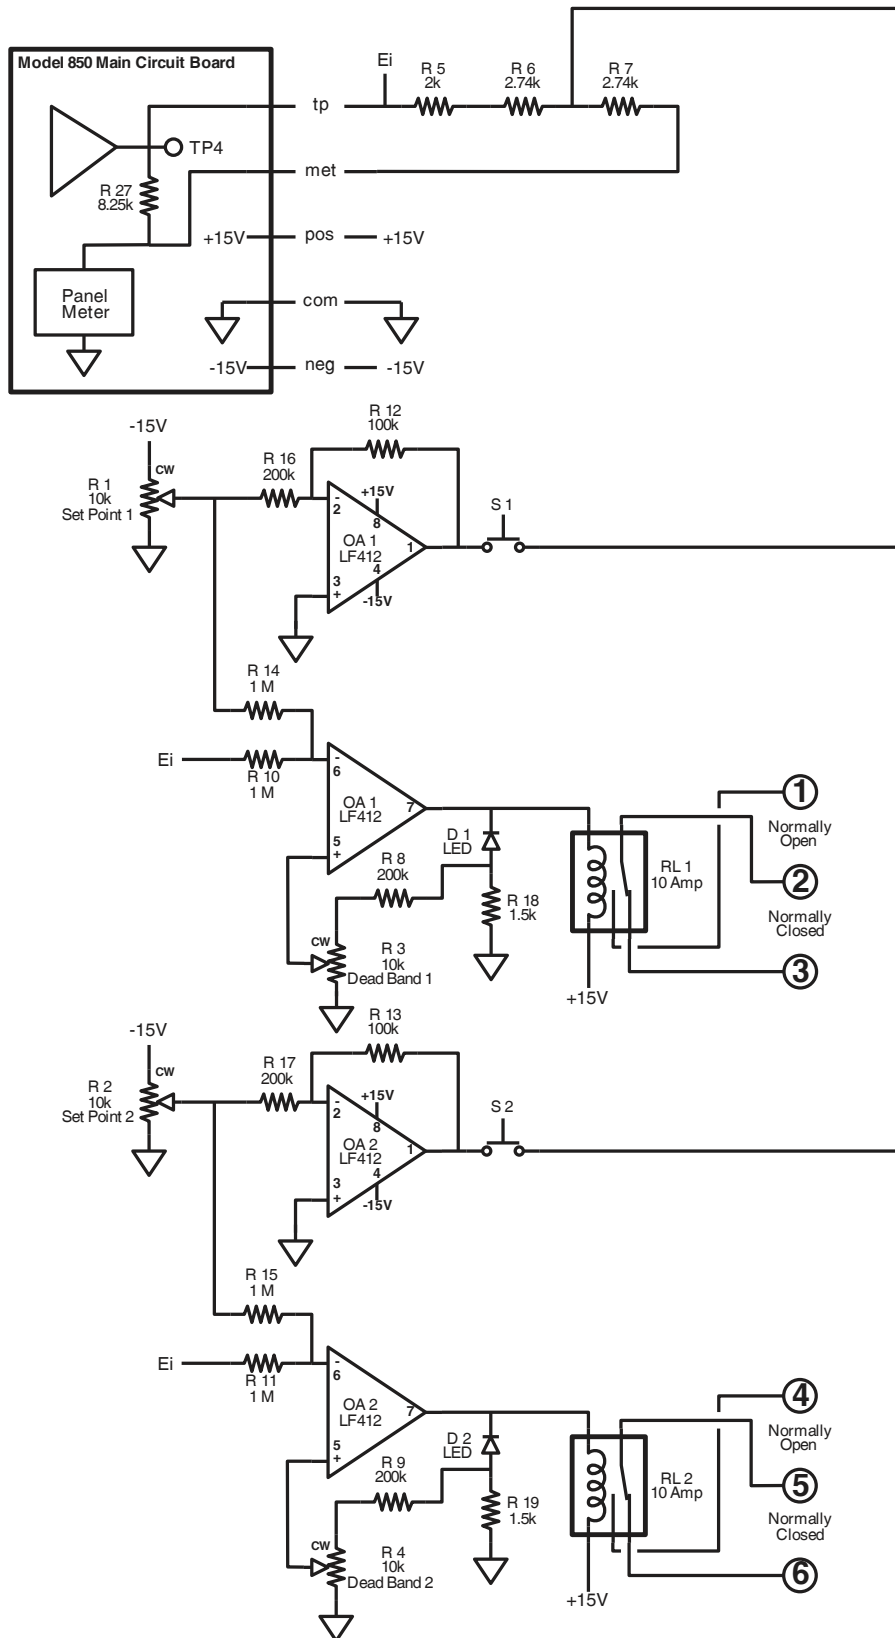 Model 850 Main Circuit Board
TP4
R 27
8.25k
Panel
Meter
tp
Ei
R 5
2k
R 6
2.74k
R 7
2.74k
met
+15V
pos
+15V
com
-15V
neg
-15V
-15V
R 1
10k
Set Point 1
CW
R 16
200k
R 12
100k
-
2
+15V
8
OA 1
LF412
1
3
+
4
-15V
S 1
R 14
1 M
Ei
R 10
1 M
-
6
OA 1
LF412
7
5
+
D 1
LED
R 8
200k
R 18
1.5k
CW
R 3
10k
Dead Band 1
RL 1
10 Amp
+15V
1
Normally
Open
2
Normally
Closed
3
-15V
R 2
10k
Set Point 2
CW
R 17
200k
R 13
100k
-
2
+15V
8
OA 2
LF412
1
3
+
4
-15V
S 2
R 15
1 M
Ei
R 11
1 M
-
6
OA 2
LF412
7
5
+
D 2
LED
R 9
200k
R 19
1.5k
CW
R 4
10k
Dead Band 2
RL 2
10 Amp
+15V
4
Normally
Open
5
Normally
Closed
6